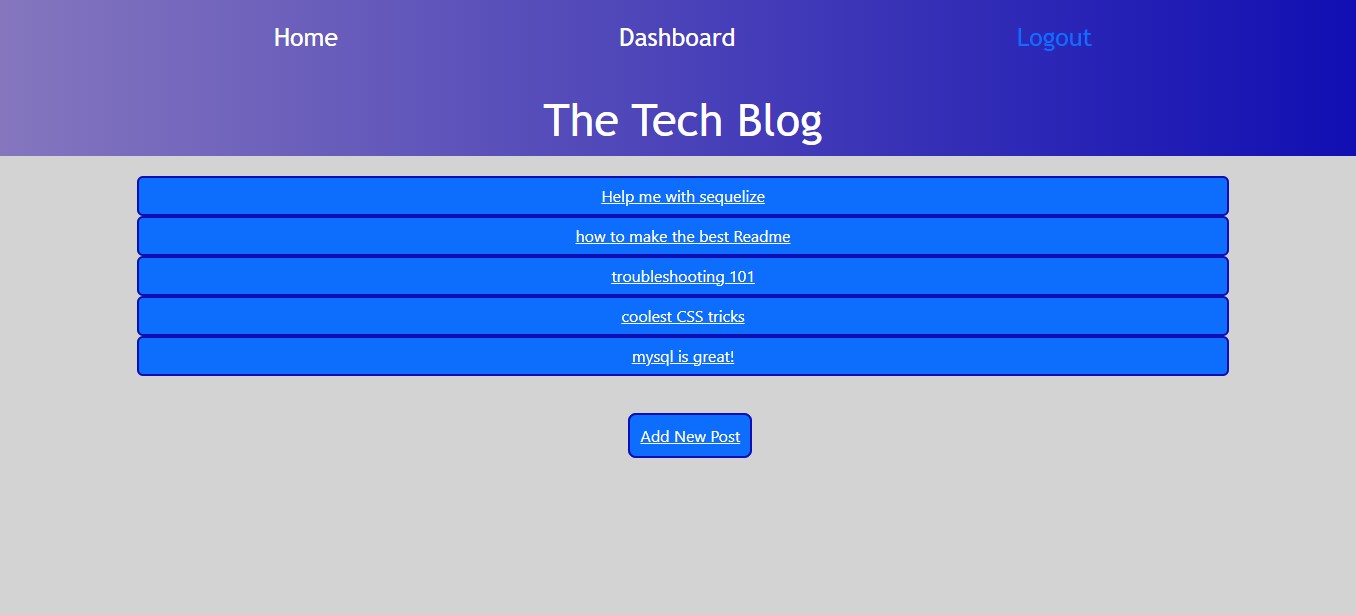 Home Dashboard Logout
The Tech Blog
Help me with sequelize
how to make the best Readme
troubleshooting 101
coolest CSS tricks
mysql is great!
Add New Post